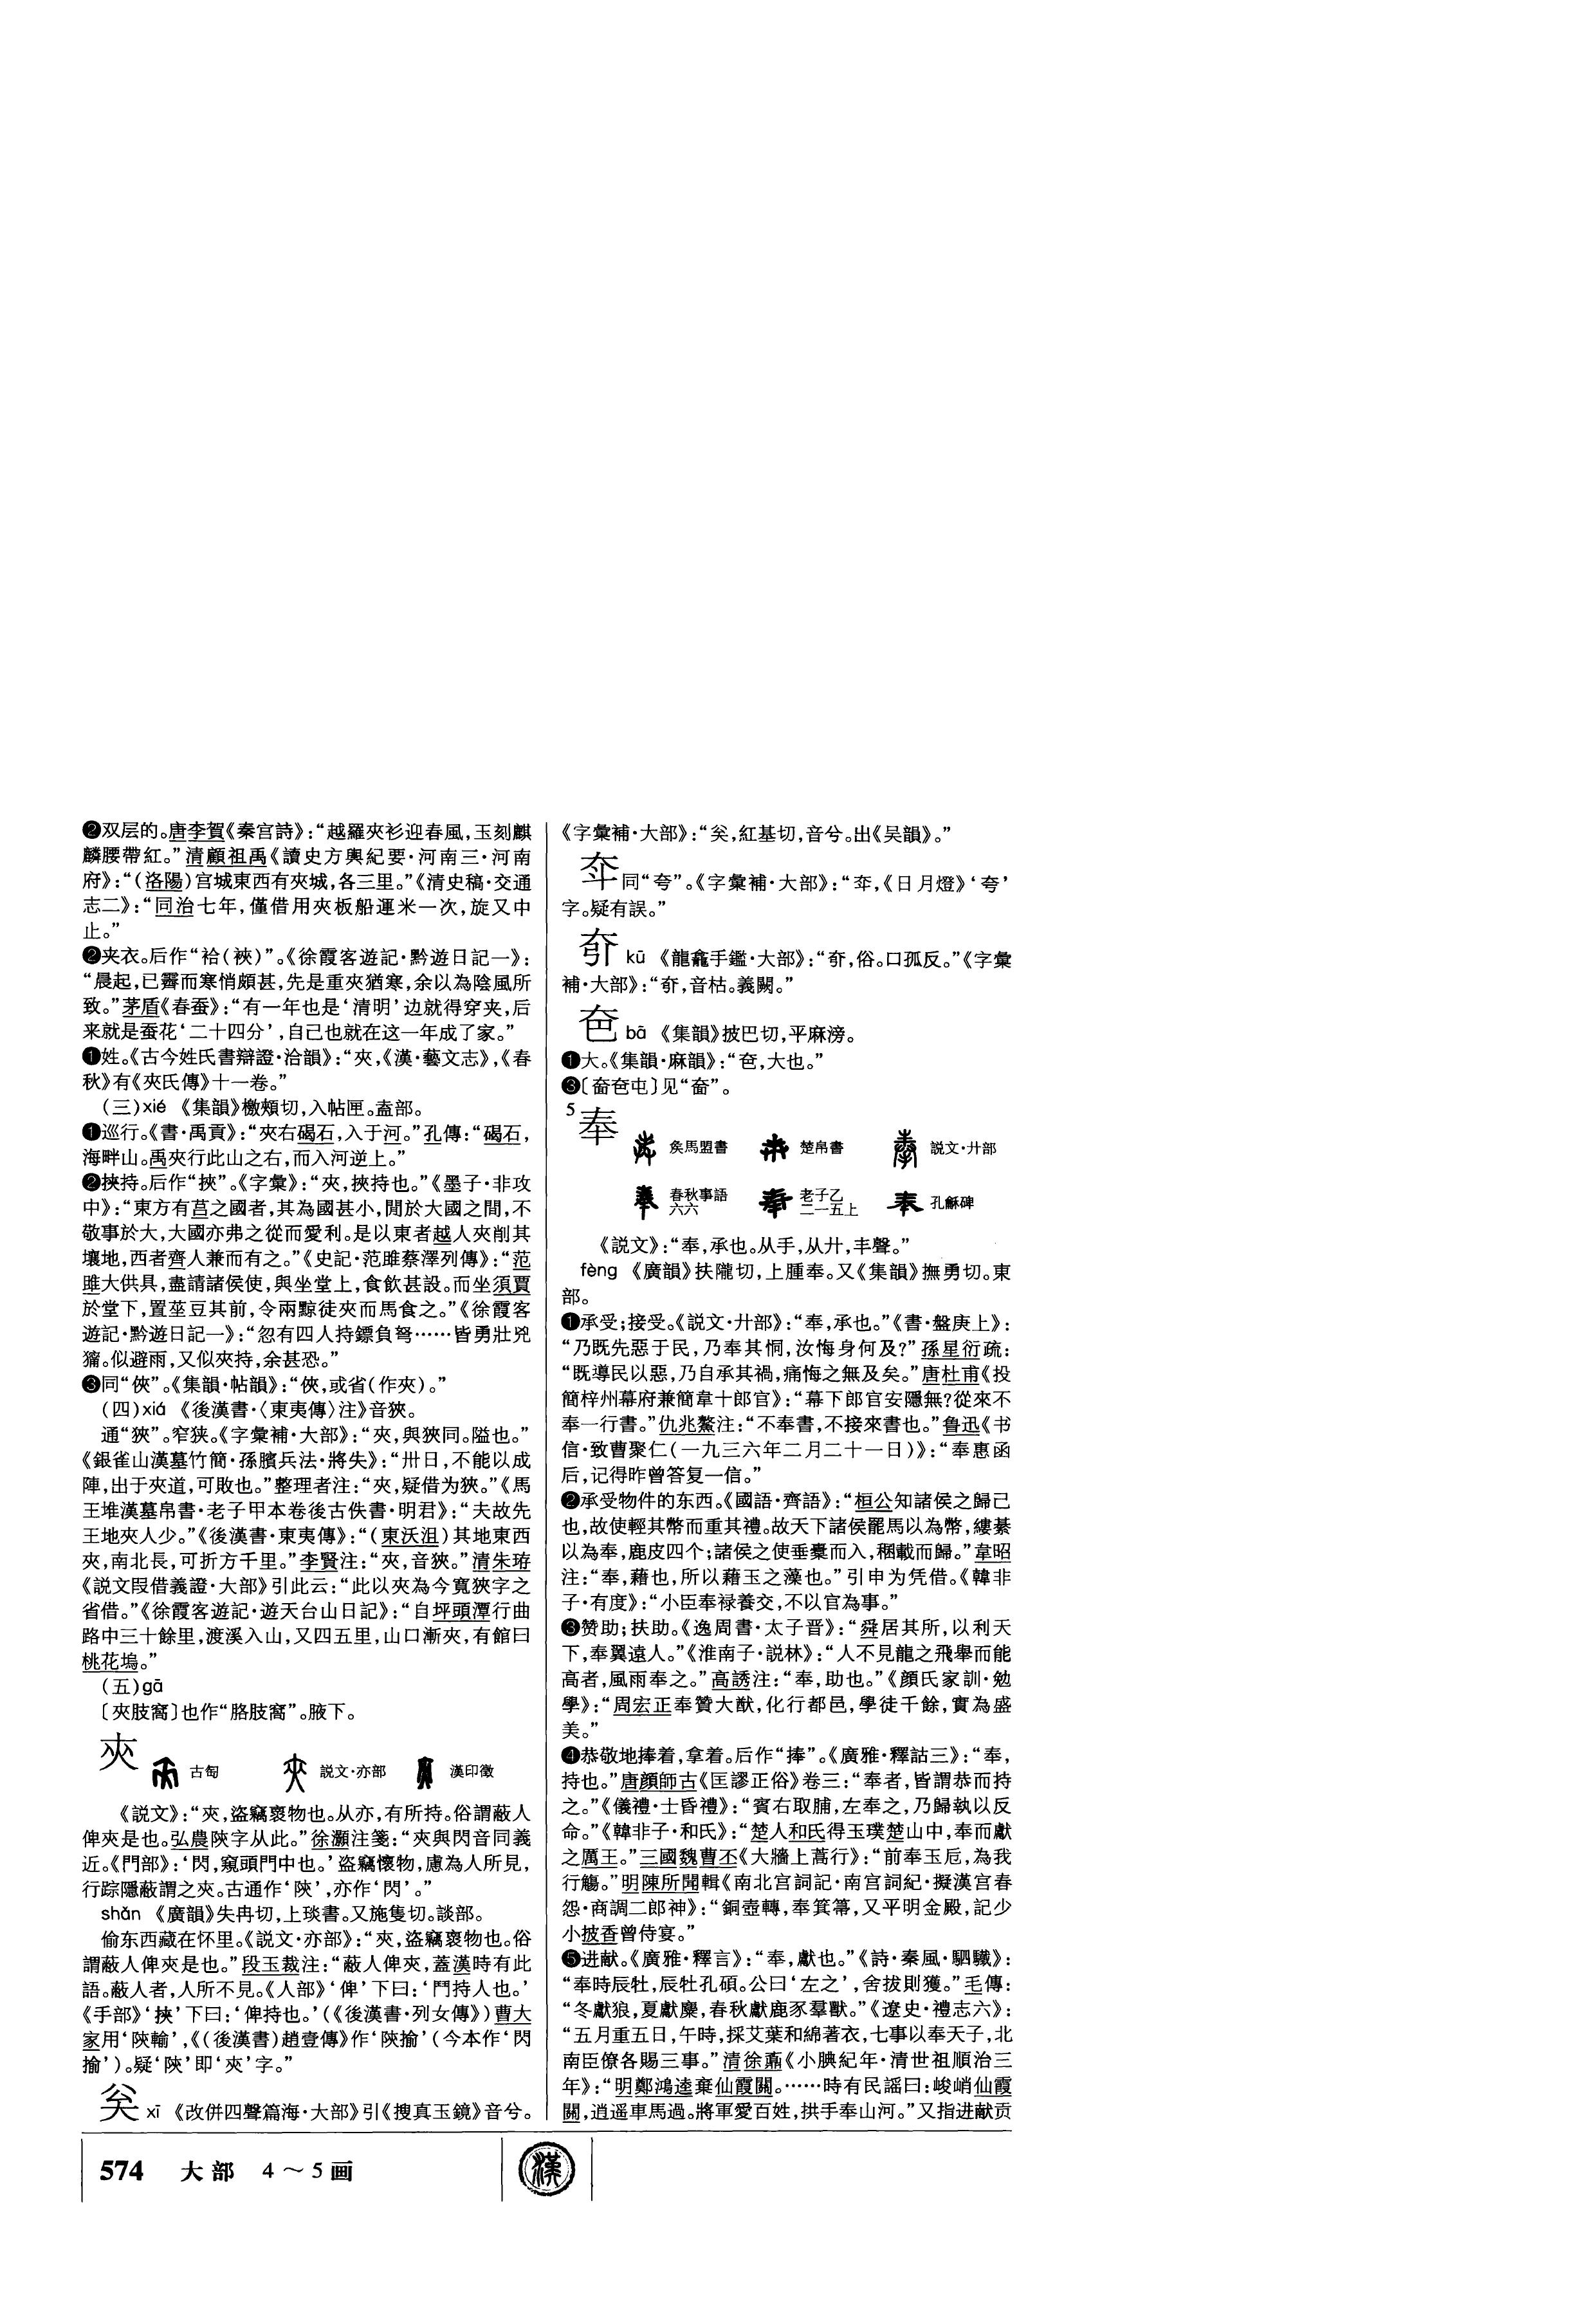 ❷双层的。唐李賀《秦宫詩》：“越羅夾衫迎春風，玉刻麒
麟腰帶紅。”清顧祖禹《讀史方輿紀要·河南三·河南
府》：“（洛陽）宫城東西有夾城，各三里。”《清史稿·交通
志二》：“同治七年，僅借用夾板船運米一次，旋又中
止。”
❷夹衣。后作“袷（裌）”。《徐霞客遊記·黔遊日記一》：
“晨起，已霽而寒悄頗甚，先是重夾猶寒，余以為陰風所
致。”茅盾《春蚕》：“有一年也是‘清明’边就得穿夹，后
来就是蚕花‘二十四分’，自己也就在这一年成了家。”
❶姓。《古今姓氏書辯證·洽韻》：“夾，《漢·藝文志》，《春
秋》有《夾氏傳》十一卷。”
（三）xié　《集韻》檄頰切，入帖匣。盍部。
❶巡行。《書·禹貢》：“夾右碣石，入于河。”孔傳：“碣石，
海畔山。禹夾行此山之右，而入河逆上。”
❷挾持。后作“挾”。《字彙》：“夾，挾持也。”《墨子·非攻
中》：“東方有莒之國者，其為國甚小，閒於大國之間，不
敬事於大，大國亦弗之從而愛利。是以東者越人夾削其
壤地，西者齊人兼而有之。”《史記·范雎蔡澤列傳》：“范
雎大供具，盡請諸侯使，與坐堂上，食飲甚設。而坐須賈
於堂下，置莝豆其前，令兩黥徒夾而馬食之。”《徐霞客
遊記·黔遊日記一》：“忽有四人持鏢負弩……皆勇壯兇
獰。似避雨，又似夾持，余甚恐。”
❸同“俠”。《集韻·帖韻》：“俠，或省（作夾）。”
（四）xiá　《後漢書·〈東夷傳〉注》音狹。
通“狹”。窄狭。《字彙補·大部》：“夾，與狹同。隘也。”
《銀雀山漢墓竹簡·孫臏兵法·將失》：“卅日，不能以成
陣，出于夾道，可敗也。”整理者注：“夾，疑借为狹。”《馬
王堆漢墓帛書·老子甲本卷後古佚書·明君》：“夫故先
王地夾人少。”《後漢書·東夷傳》：“（東沃沮）其地東西
夾，南北長，可折方千里。”李賢注：“夾，音狹。”清朱珔
《説文叚借義證·大部》引此云：“此以夾為今寬狹字之
省借。”《徐霞客遊記·遊天台山日記》：“自坪頭潭行曲
路中三十餘里，渡溪入山，又四五里，山口漸夾，有館曰
桃花塢。”
（五）gā
〔夾肢窩〕也作“胳肢窩”。腋下。
㚒　古匋　説文·亦部　漢印徵
《説文》：“㚒，盜竊褱物也。从亦，有所持。俗謂蔽人
俾㚒是也。弘農陝字从此。”徐灝注箋：“㚒與閃音同義
近。《門部》：‘閃，窺頭門中也。’盜竊懷物，慮為人所見，
行踪隱蔽謂之㚒。古通作‘陝’，亦作‘閃’。”
shǎn　《廣韻》失冉切，上琰書。又施隻切。談部。
偷东西藏在怀里。《説文·亦部》：“㚒，盜竊褱物也。俗
謂蔽人俾㚒是也。”段玉裁注：“蔽人俾㚒，蓋漢時有此
語。蔽人者，人所不見。《人部》‘俾’下曰：‘門持人也。’
《手部》‘挾’下曰：‘俾持也。’（《後漢書·列女傳》）曹大
家用‘陝輸’，《（後漢書）趙壹傳》作‘陝揄’（今本作‘閃
揄’）。疑‘陝’即‘㚒’字。”
㕣　xī　《改併四聲篇海·大部》引《搜真玉鏡》音兮。
《字彙補·大部》：“，紅基切，音兮。出《吴韻》。”
同“夸”。《字彙補·大部》：“，《日月燈》‘夸’
字。疑有誤。”
kū　《龍龕手鑑·大部》：“，俗。口孤反。”《字彙
補·大部》：“，音枯。義闕。”
夿　bā　《集韻》披巴切，平麻滂。
❶大。《集韻·麻韻》：“夿，大也。”
❸〔奤夿屯〕见“奤”。
5 奉　矦馬盟書　楚帛書　説文·廾部
春秋事語六六　老子乙二一五上　孔龢碑
《説文》：“奉，承也。从手，从廾，丰聲。”
fèng　《廣韻》扶隴切，上腫奉。又《集韻》撫勇切。東
部。
❶承受；接受。《説文·廾部》：“奉，承也。”《書·盤庚上》：
“乃既先惡于民，乃奉其恫，汝悔身何及？”孫星衍疏：
“既導民以惡，乃自承其禍，痛悔之無及矣。”唐杜甫《投
簡梓州幕府兼簡韋十郎官》：“幕下郎官安隱無？從來不
奉一行書。”仇兆鰲注：“不奉書，不接來書也。”鲁迅《书
信·致曹聚仁（一九三六年二月二十一日）》：“奉惠函
后，记得昨曾答复一信。”
❷承受物件的东西。《國語·齊語》：“桓公知諸侯之歸己
也，故使輕其幣而重其禮。故天下諸侯罷馬以為幣，縷綦
以為奉，鹿皮四个；諸侯之使垂橐而入，稛載而歸。”韋昭
注：“奉，藉也，所以藉玉之藻也。”引申为凭借。《韓非
子·有度》：“小臣奉禄養交，不以官為事。”
❸赞助；扶助。《逸周書·太子晋》：“舜居其所，以利天
下，奉翼遠人。”《淮南子·説林》：“人不見龍之飛舉而能
高者，風雨奉之。”高誘注：“奉，助也。”《顔氏家訓·勉
學》：“周宏正奉贊大猷，化行都邑，學徒千餘，實為盛
美。”
❹恭敬地捧着，拿着。后作“捧”。《廣雅·釋詁三》：“奉，
持也。”唐顔師古《匡謬正俗》卷三：“奉者，皆謂恭而持
之。”《儀禮·士昏禮》：“賓右取脯，左奉之，乃歸執以反
命。”《韓非子·和氏》：“楚人和氏得玉璞楚山中，奉而獻
之厲王。”三國魏曹丕《大牆上蒿行》：“前奉玉卮，為我
行觴。”明陳所聞輯《南北宫詞記·南宫詞紀·擬漢宫春
怨·商調二郎神》：“銅壺轉，奉箕箒，又平明金殿，記少
小披香曾侍宴。”
❺进献。《廣雅·釋言》：“奉，獻也。”《詩·秦風·駟驖》：
“奉時辰牡，辰牡孔碩。公曰‘左之’，舍拔則獲。”毛傳：
“冬獻狼，夏獻麋，春秋獻鹿豕羣獸。”《遼史·禮志六》：
“五月重五日，午時，採艾葉和綿著衣，七事以奉天子，北
南臣僚各賜三事。”清徐鼒《小腆紀年·清世祖順治三
年》：“明鄭鴻逵棄仙霞關。……時有民謡曰：峻峭仙霞
關，逍遥車馬過。將軍愛百姓，拱手奉山河。”又指进献贡
574　大部　4～5画
漢